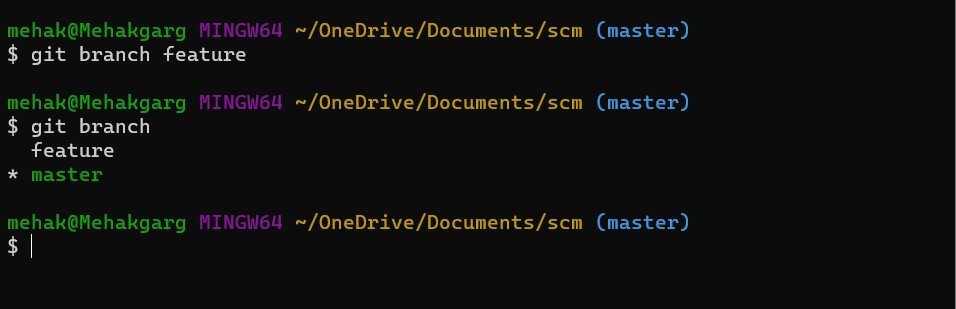 mehak@Mehakgarg MINGW64 ~/OneDrive/Documents/scm (master)
$ git branch feature
mehak@Mehakgarg MINGW64 ~/OneDrive/Documents/scm (master)
$ git branch
  feature
* master
mehak@Mehakgarg MINGW64 ~/OneDrive/Documents/scm (master)
$